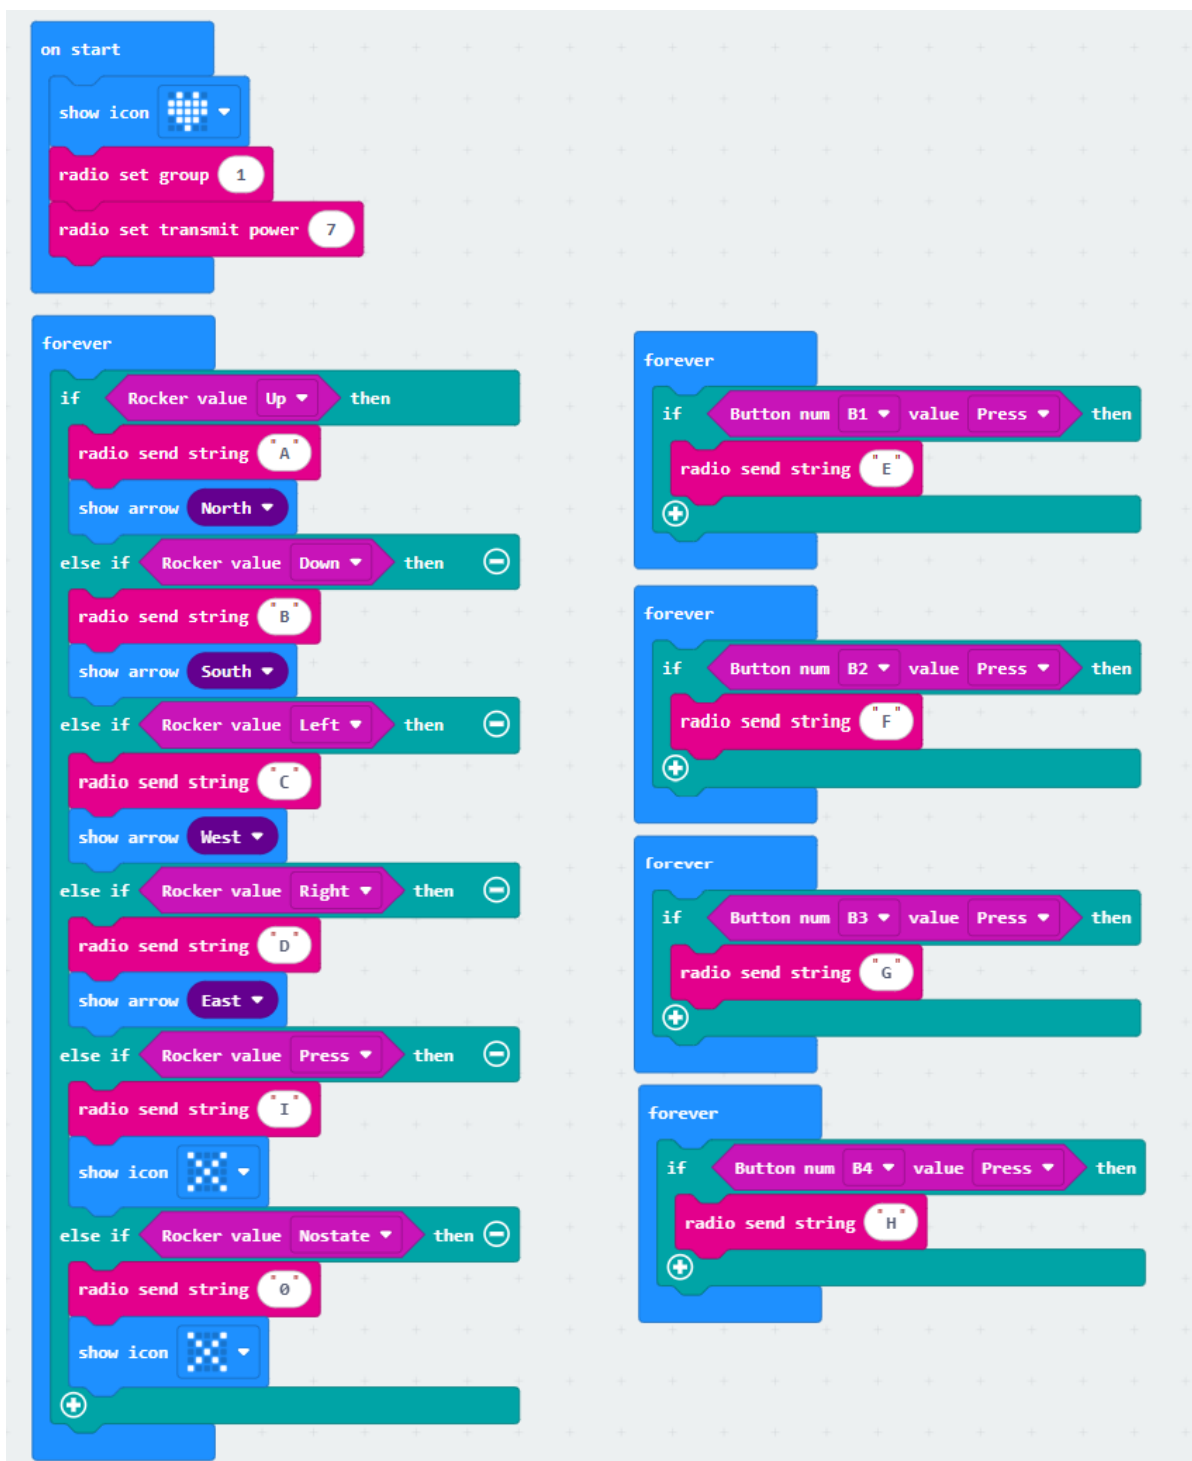 on start
show icon
radio set group 1
radio set transmit power 7
forever
if Rocker value Up then
radio send string "A"
show arrow North
else if Rocker value Down then
radio send string "B"
show arrow South
else if Rocker value Left then
radio send string "C"
show arrow West
else if Rocker value Right then
radio send string "D"
show arrow East
else if Rocker value Press then
radio send string "I"
show icon
else if Rocker value Nostate then
radio send string "0"
show icon
forever
if Button num B1 value Press then
radio send string "E"
forever
if Button num B2 value Press then
radio send string "F"
forever
if Button num B3 value Press then
radio send string "G"
forever
if Button num B4 value Press then
radio send string "H"